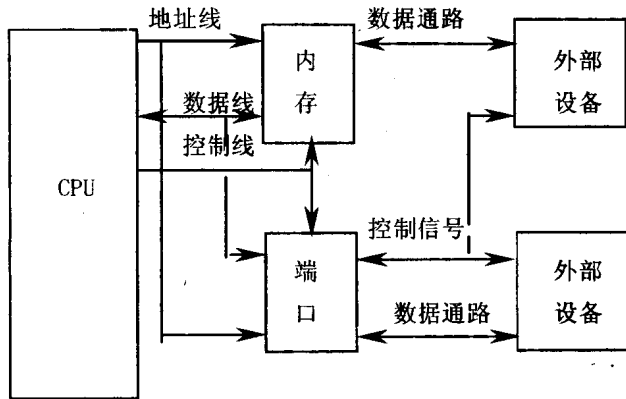 地址线
数据通路
内
存
外部
设备
数据线
控制线
CPU
控制信号
端
口
外部
设备
数据通路